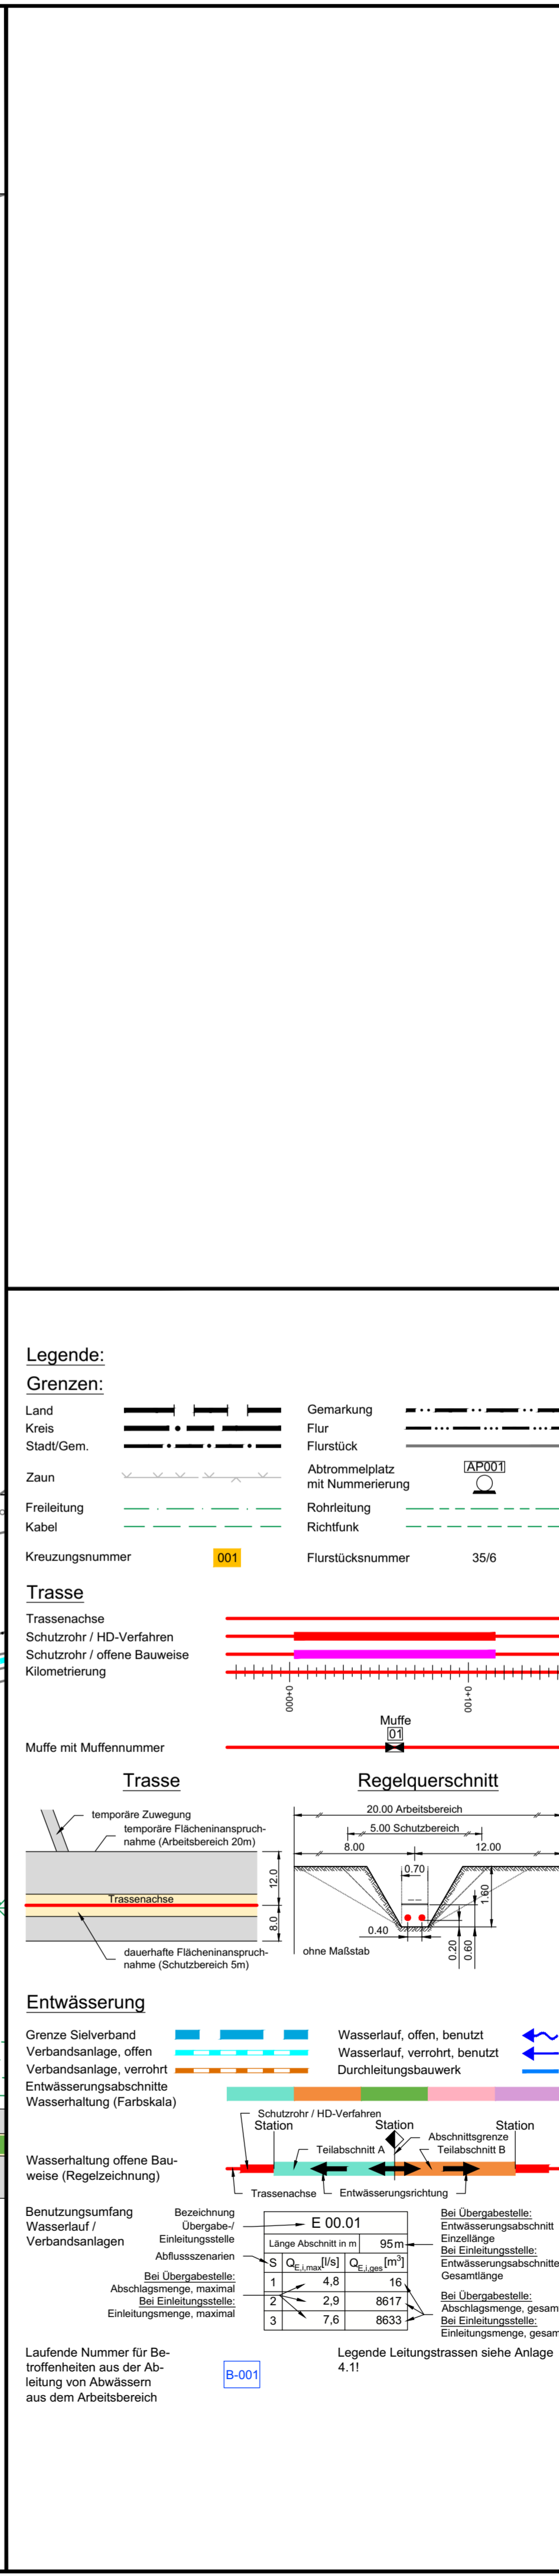 Legende:
Grenzen:
Land
Kreis
Stadt/Gem.
Zaun
Freileitung
Kabel
Kreuzungsnummer
001
Gemarkung
Flur
Flurstück
Abtrommelplatz
mit Nummerierung
AP001
Rohrleitung
Richtfunk
Flurstücksnummer
35/6
Trasse
Trassenachse
Schutzrohr / HD-Verfahren
Schutzrohr / offene Bauweise
Kilometrierung
0+000
0+100
Muffe
01
Muffe mit Muffennummer
Trasse
temporäre Zuwegung
temporäre Flächeninanspruch-
nahme (Arbeitsbereich 20m)
12.0
Trassenachse
8.0
dauerhafte Flächeninanspruch-
nahme (Schutzbereich 5m)
Regelquerschnitt
20.00 Arbeitsbereich
5.00 Schutzbereich
8.00
12.00
0.70
1.60
0.40
0.20
0.60
ohne Maßstab
Entwässerung
Grenze Sielverband
Verbandsanlage, offen
Verbandsanlage, verrohrt
Wasserlauf, offen, benutzt
Wasserlauf, verrohrt, benutzt
Durchleitungsbauwerk
Entwässerungsabschnitte
Wasserhaltung (Farbskala)
Schutzrohr / HD-Verfahren
Station
Station
Station
Abschnittsgrenze
Teilabschnitt A
Teilabschnitt B
Wasserhaltung offene Bau-
weise (Regelzeichnung)
Trassenachse
Entwässerungsrichtung
Benutzungsumfang
Wasserlauf /
Verbandsanlagen
Bezeichnung
Übergabe-/
Einleitungsstelle
Abflussszenarien
Bei Übergabestelle:
Abschlagsmenge, maximal
Bei Einleitungsstelle:
Einleitungsmenge, maximal
E 00.01
Länge Abschnitt in m 95m
S QE,i,max[l/s] QE,i,ges[m³]
1 4,8 16
2 2,9 8617
3 7,6 8633
Bei Übergabestelle:
Entwässerungsabschnitt
Einzellänge
Bei Einleitungsstelle:
Entwässerungsabschnitte
Gesamtlänge
Bei Übergabestelle:
Abschlagsmenge, gesam
Bei Einleitungsstelle:
Einleitungsmenge, gesam
Laufende Nummer für Be-
troffenheiten aus der Ab-
leitung von Abwässern
aus dem Arbeitsbereich
B-001
Legende Leitungstrassen siehe Anlage
4.1!